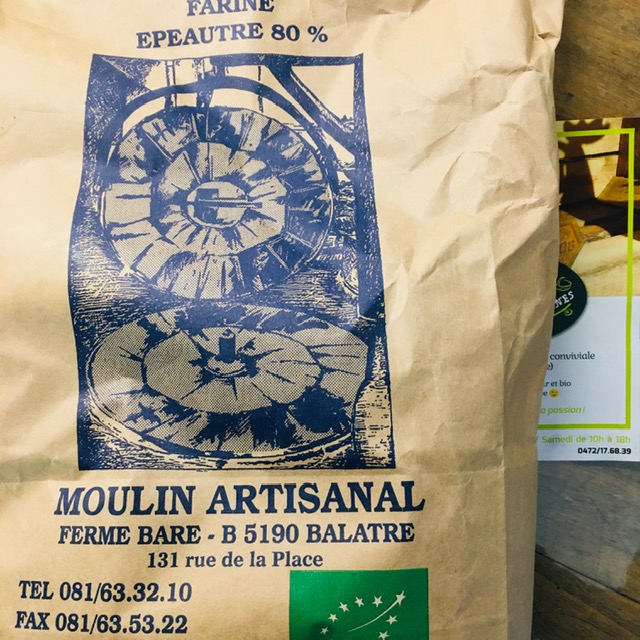 FARINE
EPEAUTRE 80 %
MOULIN ARTISANAL
FERME BARE - B 5190 BALATRE
131 rue de la Place
TEL 081/63.32.10
FAX 081/63.53.22
conviviale
et bio
passion !
Samedi de 10h à 18h
0472/17.68.39